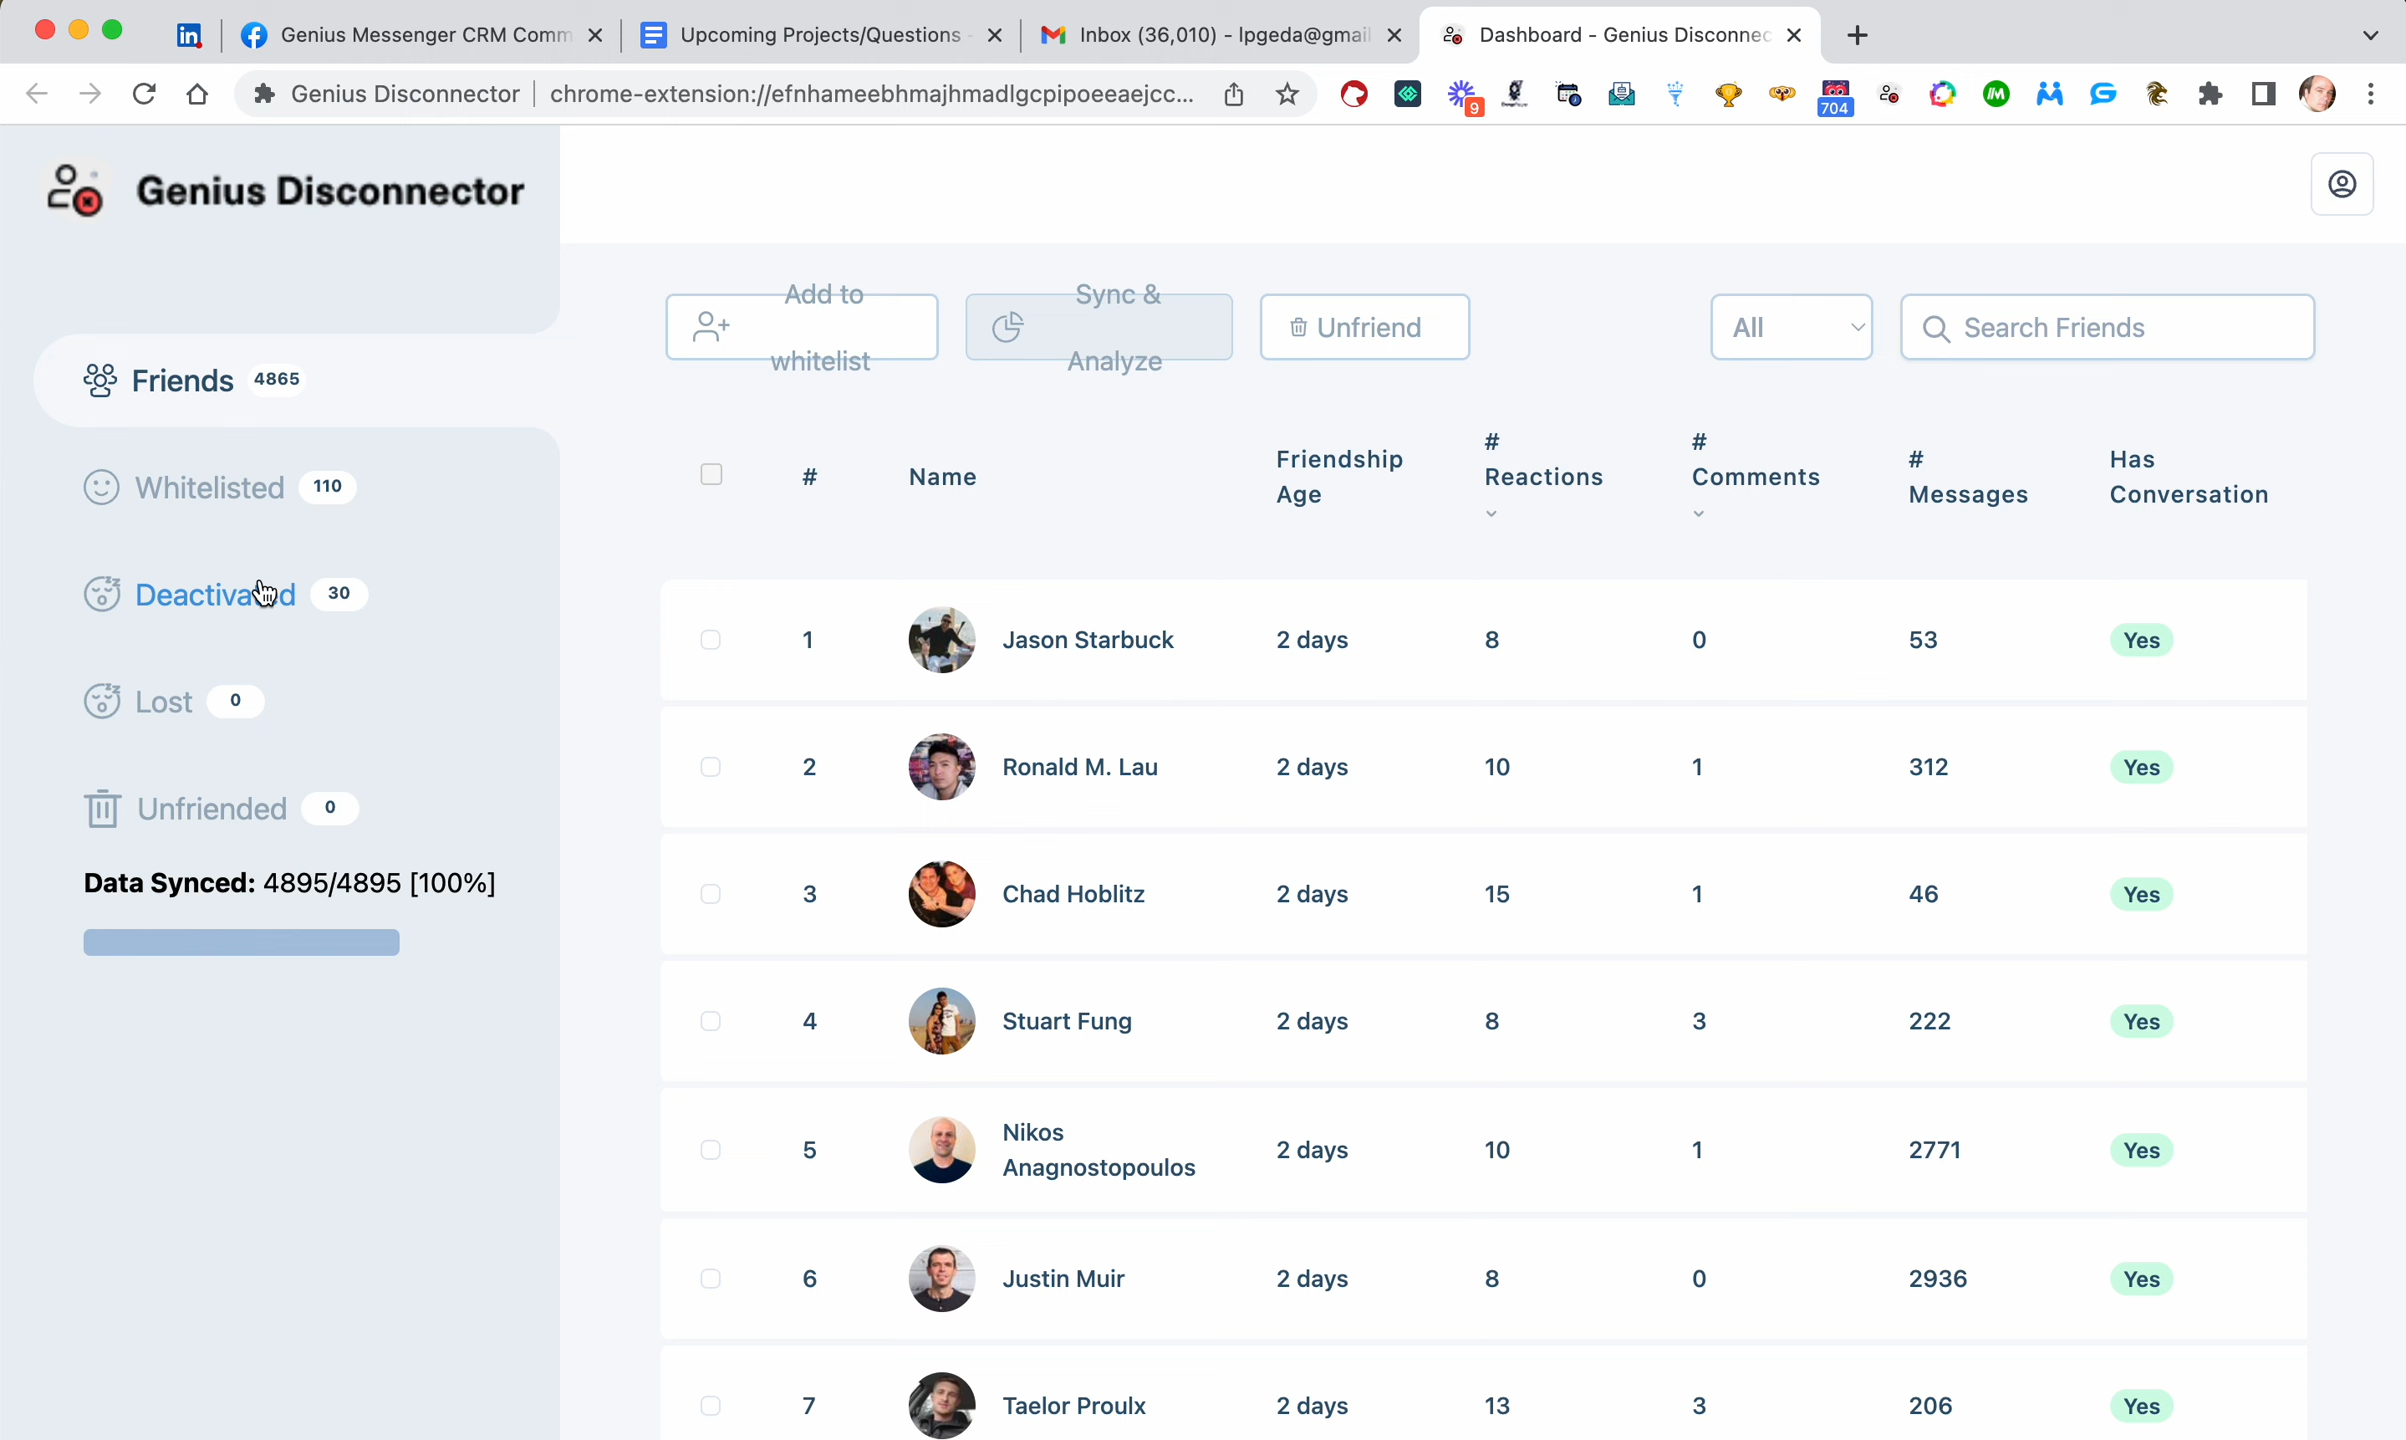 Genius Messenger CRM Comm
Upcoming Projects/Questions -
Inbox (36,010) - lpgeda@gmail
Dashboard - Genius Disconnec
Genius Disconnector
chrome-extension://efnhameebhmajhmadlgcpipoeeaejcc...
9
704
Genius Disconnector
Add to
whitelist
Sync &
Analyze
Unfriend
All
Search Friends
Friends 4865
Whitelisted 110
Deactivated 30
Lost 0
Unfriended 0
Data Synced: 4895/4895 [100%]
# Name Friendship Age # Reactions # Comments # Messages Has Conversation
1 Jason Starbuck 2 days 8 0 53 Yes
2 Ronald M. Lau 2 days 10 1 312 Yes
3 Chad Hoblitz 2 days 15 1 46 Yes
4 Stuart Fung 2 days 8 3 222 Yes
5 Nikos Anagnostopoulos 2 days 10 1 2771 Yes
6 Justin Muir 2 days 8 0 2936 Yes
7 Taelor Proulx 2 days 13 3 206 Yes